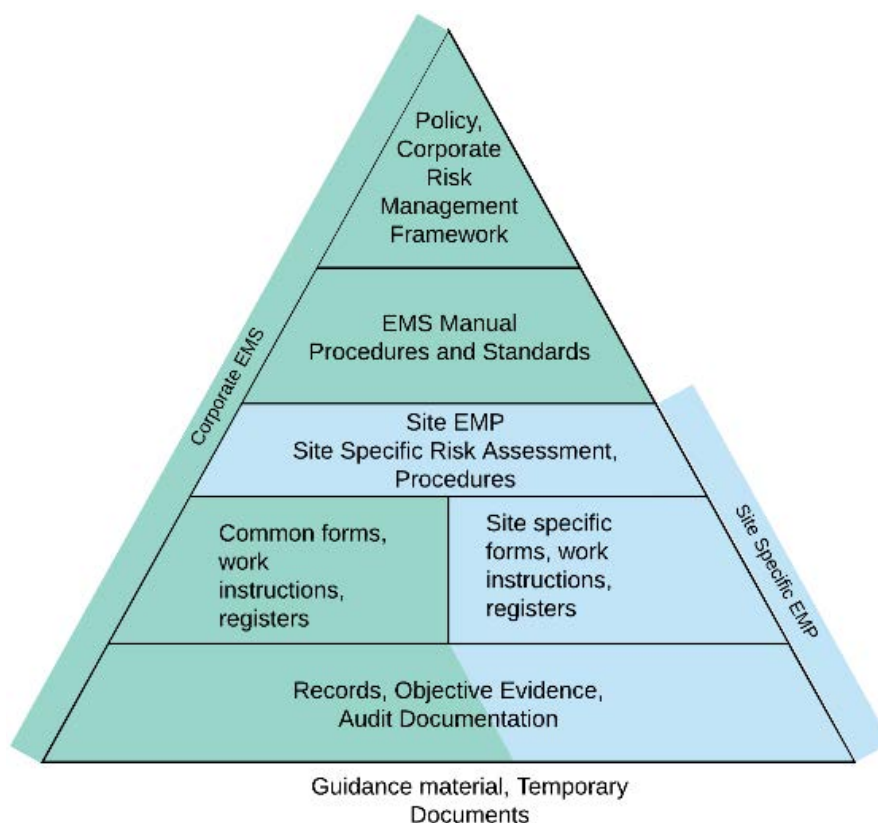 Policy,
Corporate
Risk
Management
Framework
EMS Manual
Procedures and Standards
Corporate EMS
Site EMP
Site Specific Risk Assessment,
Procedures
Common forms,
work
instructions,
registers
Site specific
forms, work
instructions,
registers
Site Specific EMP
Records, Objective Evidence,
Audit Documentation
Guidance material, Temporary
Documents